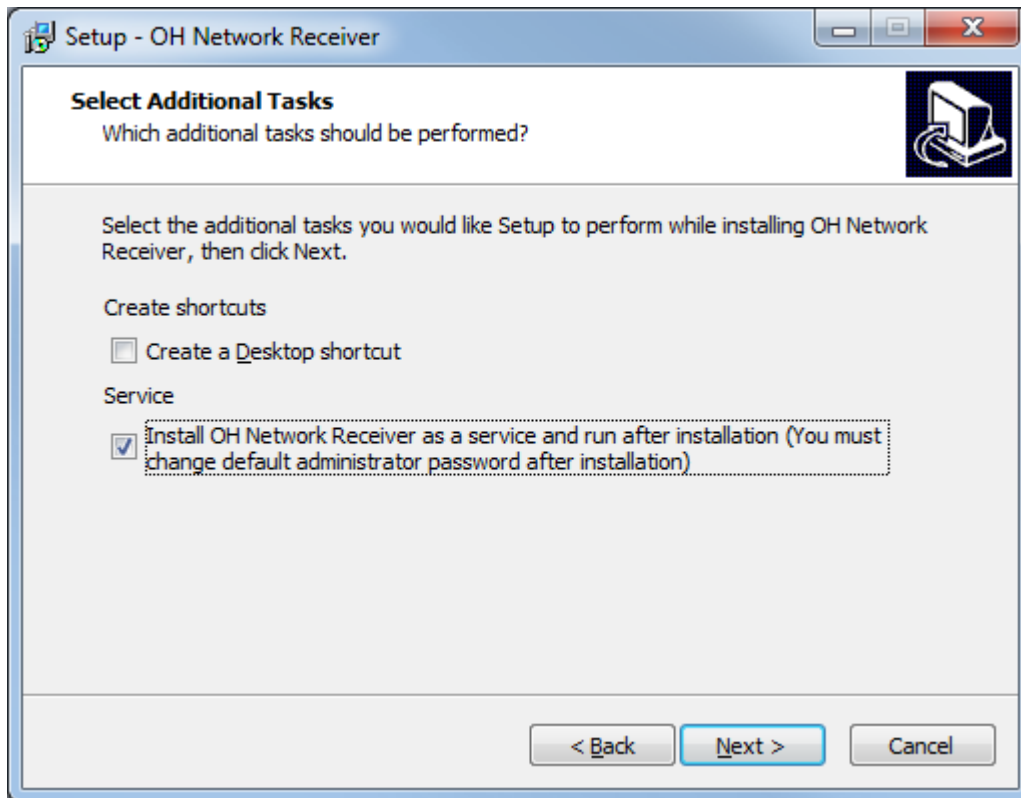 Setup - OH Network Receiver
Select Additional Tasks
Which additional tasks should be performed?
Select the additional tasks you would like Setup to perform while installing OH Network
Receiver, then click Next.
Create shortcuts
Create a Desktop shortcut
Service
Install OH Network Receiver as a service and run after installation (You must
change default administrator password after installation)
< Back Next > Cancel